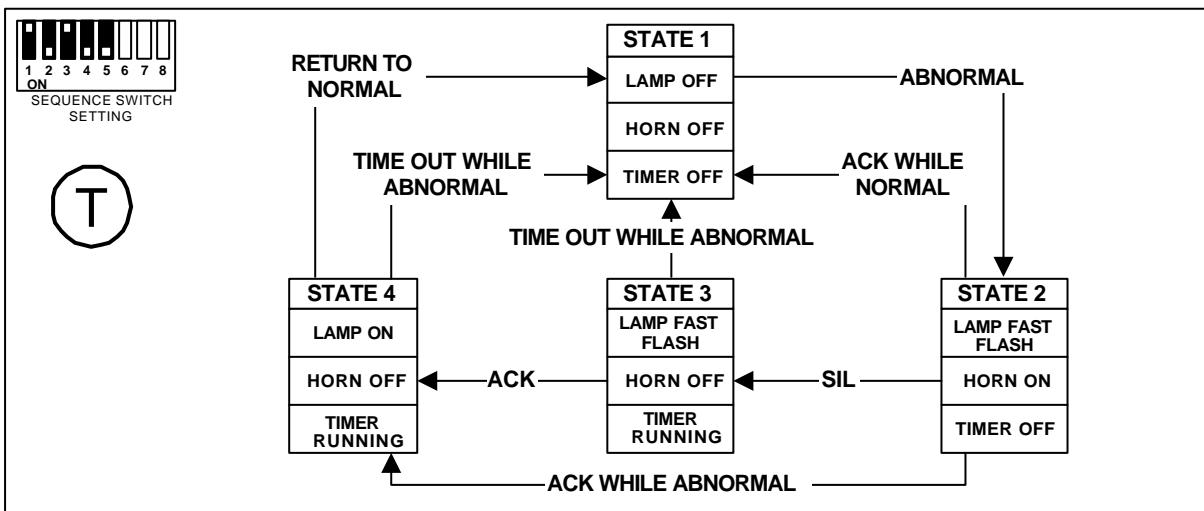 1 2 3 4 5 6 7 8
ON
SEQUENCE SWITCH
SETTING
T
RETURN TO
NORMAL
STATE 1
LAMP OFF
HORN OFF
TIMER OFF
ABNORMAL
TIME OUT WHILE
ABNORMAL
ACK WHILE
NORMAL
TIME OUT WHILE ABNORMAL
STATE 4
LAMP ON
HORN OFF
TIMER
RUNNING
ACK
STATE 3
LAMP FAST
FLASH
HORN OFF
TIMER
RUNNING
SIL
STATE 2
LAMP FAST
FLASH
HORN ON
TIMER OFF
ACK WHILE ABNORMAL